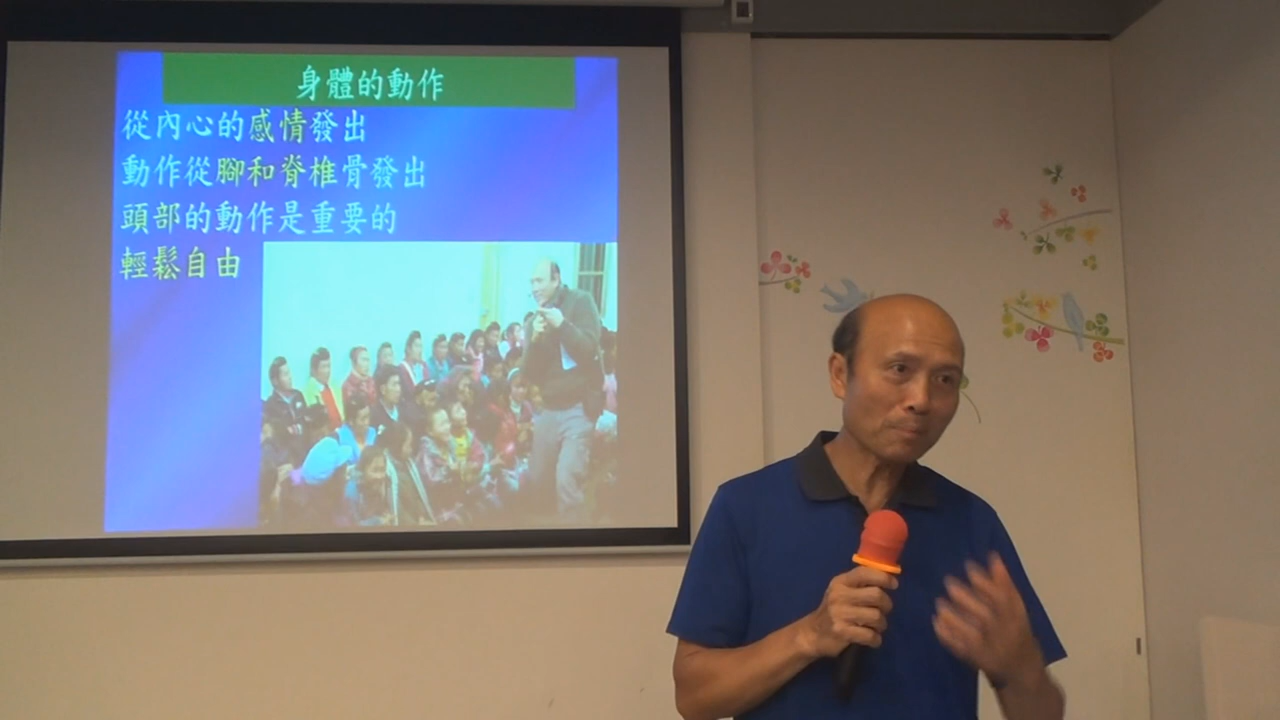 身體的動作
從內心的感情發出
動作從腳和脊椎骨發出
頭部的動作是重要的
輕鬆自由